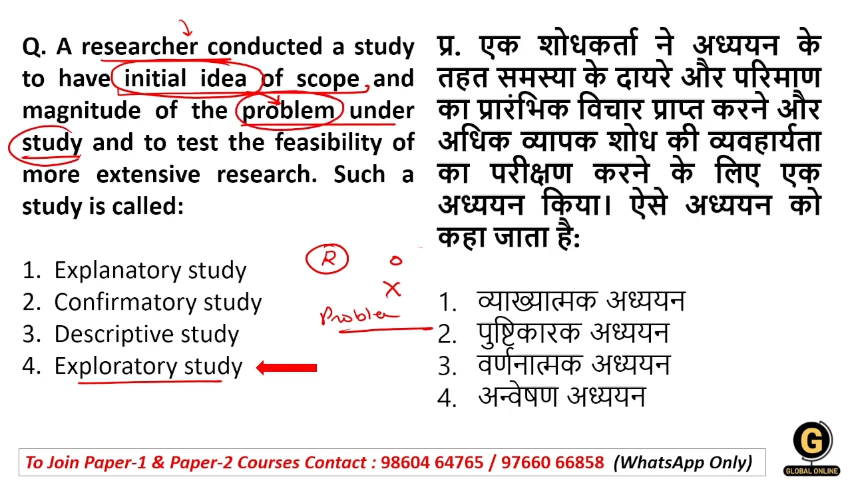 Q. A researcher conducted a study
to have initial idea of scope and
magnitude of the problem under
study and to test the feasibility of
more extensive research. Such a
study is called:
1. Explanatory study
2. Confirmatory study
3. Descriptive study
4. Exploratory study
R
o
X
Problem
प्र. एक शोधकर्ता ने अध्ययन के
तहत समस्या के दायरे और परिमाण
का प्रारंभिक विचार प्राप्त करने और
अधिक व्यापक शोध की व्यवहार्यता
का परीक्षण करने के लिए एक
अध्ययन किया। ऐसे अध्ययन को
कहा जाता है:
1. व्याख्यात्मक अध्ययन
2. पुष्टिकारक अध्ययन
3. वर्णनात्मक अध्ययन
4. अन्वेषण अध्ययन
To Join Paper-1 & Paper-2 Courses Contact : 98604 64765 / 97660 66858 (WhatsApp Only)
G
GLOBAL ONLINE